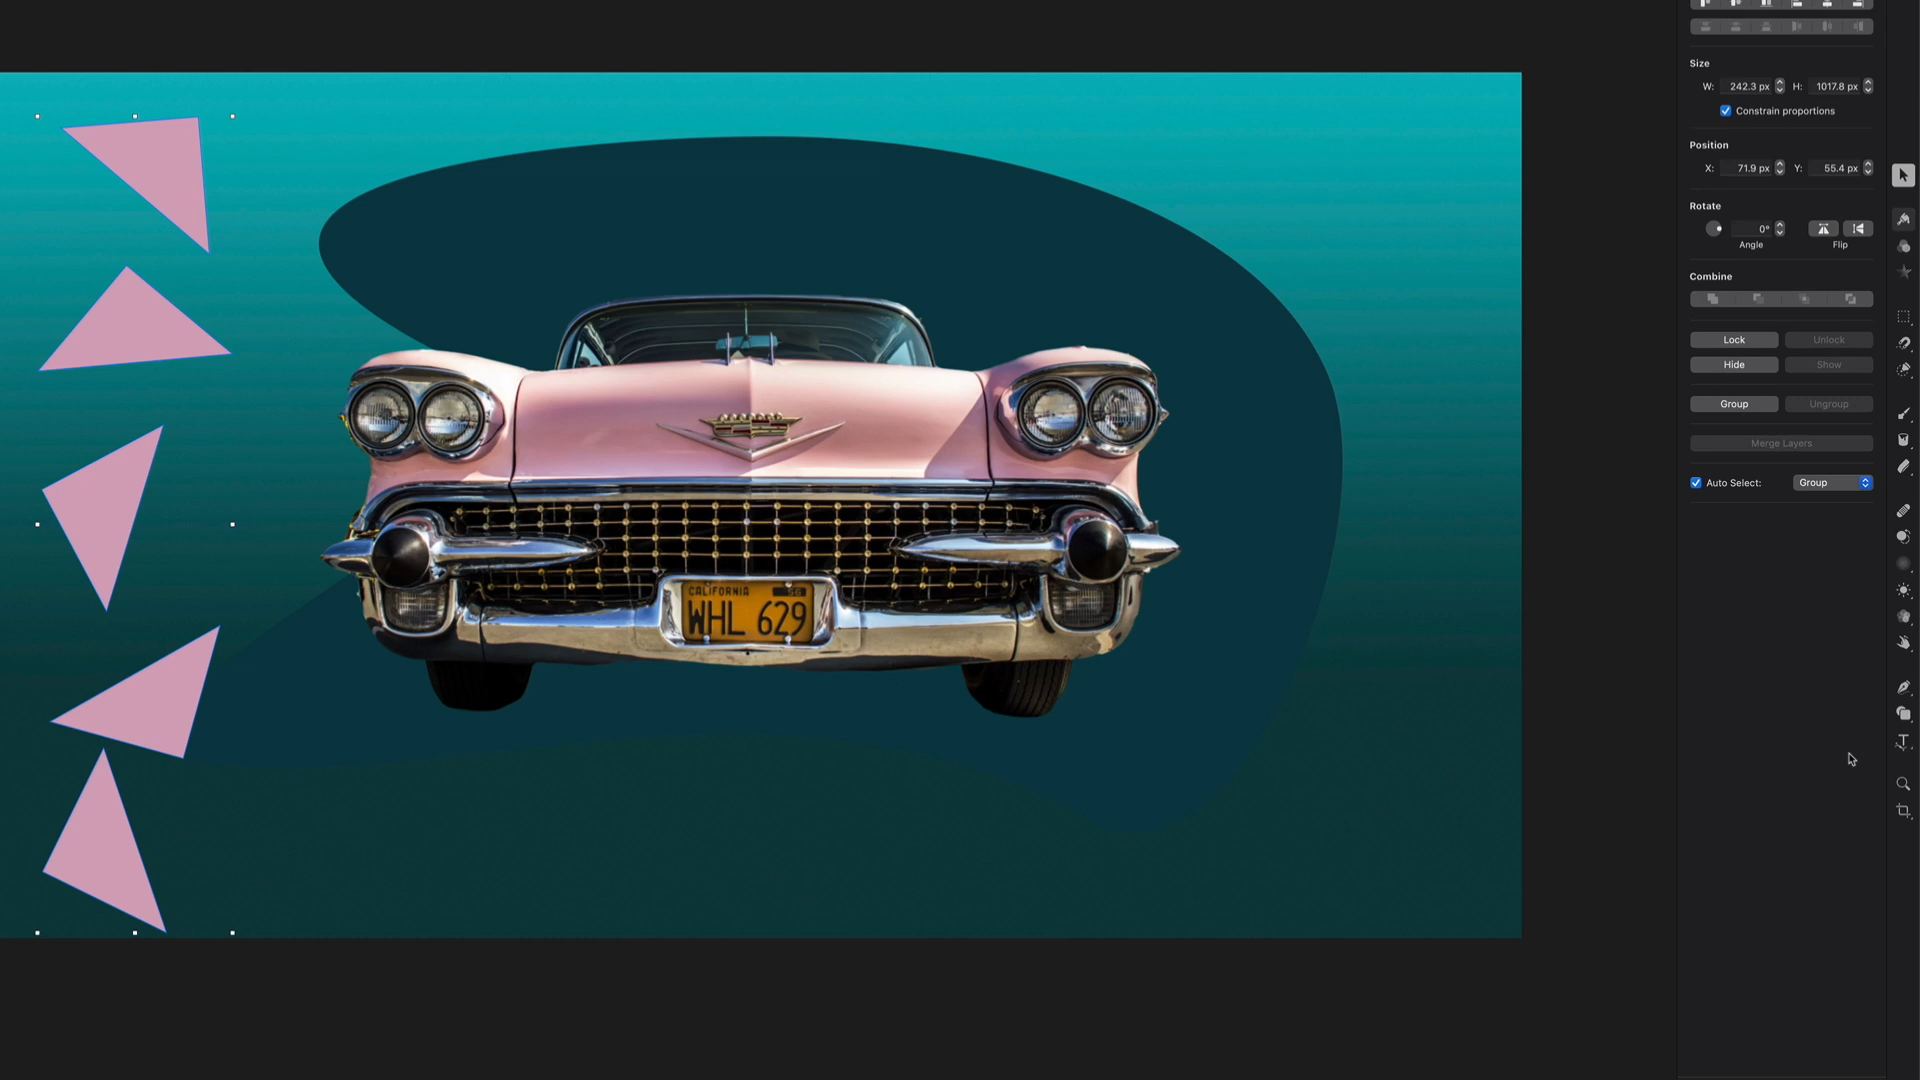 Size
W: 242.3 px H: 1017.8 px
Constrain proportions
Position
X: 71.9 px Y: 55.4 px
Rotate
0°
Angle Flip
Combine
Lock Unlock
Hide Show
Group Ungroup
Merge Layers
Auto Select: Group
CALIFORNIA 56
WHL 629